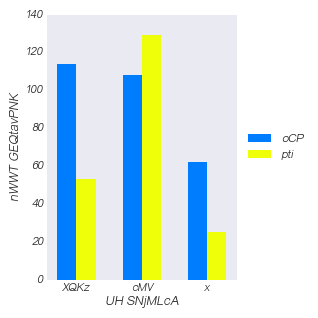 140
120
100
80
60
40
20
0
nWWT GEQtavPNK
XQKz cMV x
UH SNjMLcA
oCP
pti